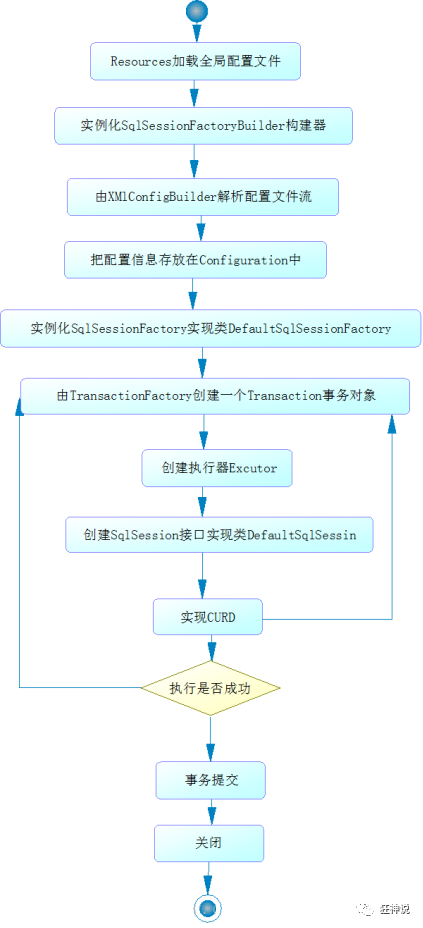 Resources加载全局配置文件
实例化SqlSessionFactoryBuilder构建器
由XMlConfigBuilder解析配置文件流
把配置信息存放在Configuration中
实例化SqlSessionFactory实现类DefaultSqlSessionFactory
由TransactionFactory创建一个Transaction事务对象
创建执行器Excutor
创建SqlSession接口实现类DefaultSqlSessin
实现CURD
执行是否成功
事务提交
关闭
狂神说